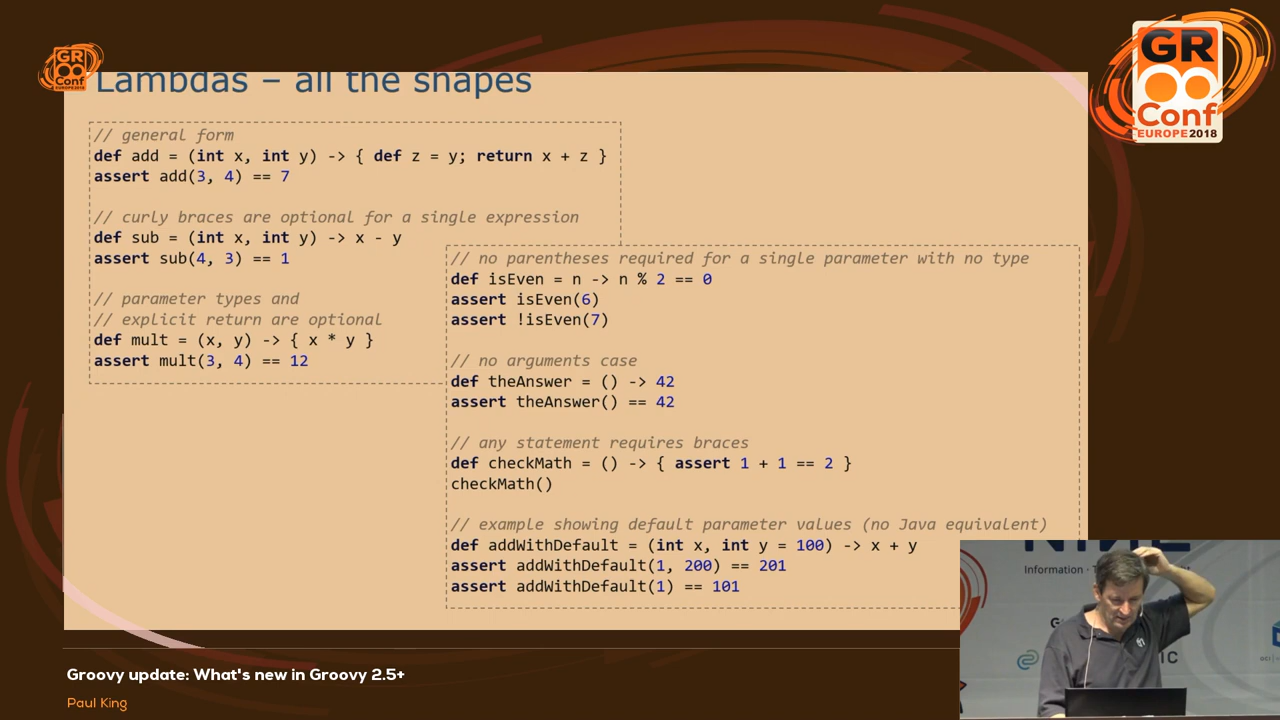 GR
Conf
EUROPE2018
Lambdas – all the shapes
GR
Conf
EUROPE2018
// general form
def add = (int x, int y) -> { def z = y; return x + z }
assert add(3, 4) == 7
// curly braces are optional for a single expression
def sub = (int x, int y) -> x - y
assert sub(4, 3) == 1
// parameter types and
// explicit return are optional
def mult = (x, y) -> { x * y }
assert mult(3, 4) == 12
// no parentheses required for a single parameter with no type
def isEven = n -> n % 2 == 0
assert isEven(6)
assert !isEven(7)
// no arguments case
def theAnswer = () -> 42
assert theAnswer() == 42
// any statement requires braces
def checkMath = () -> { assert 1 + 1 == 2 }
checkMath()
// example showing default parameter values (no Java equivalent)
def addWithDefault = (int x, int y = 100) -> x + y
assert addWithDefault(1, 200) == 201
assert addWithDefault(1) == 101
Information ·
Groovy update: What's new in Groovy 2.5+
Paul King